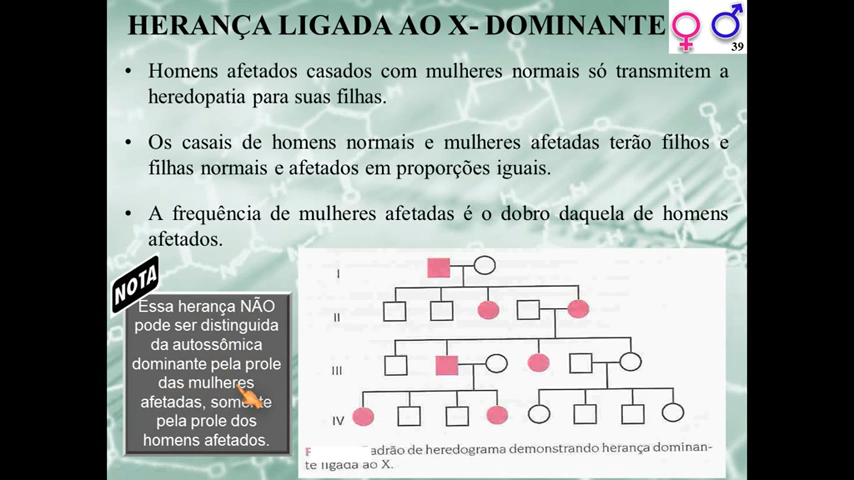 HERANÇA LIGADA AO X- DOMINANTE
39
• Homens afetados casados com mulheres normais só transmitem a
heredopatia para suas filhas.
• Os casais de homens normais e mulheres afetadas terão filhos e
filhas normais e afetados em proporções iguais.
• A frequência de mulheres afetadas é o dobro daquela de homens
afetados.
NOTA
Essa herança NÃO
pode ser distinguida
da autossômica
dominante pela prole
das mulheres
afetadas, somente
pela prole dos
homens afetados.
I
II
III
IV
adrão de heredograma demonstrando herança dominan-
te ligada ao X.